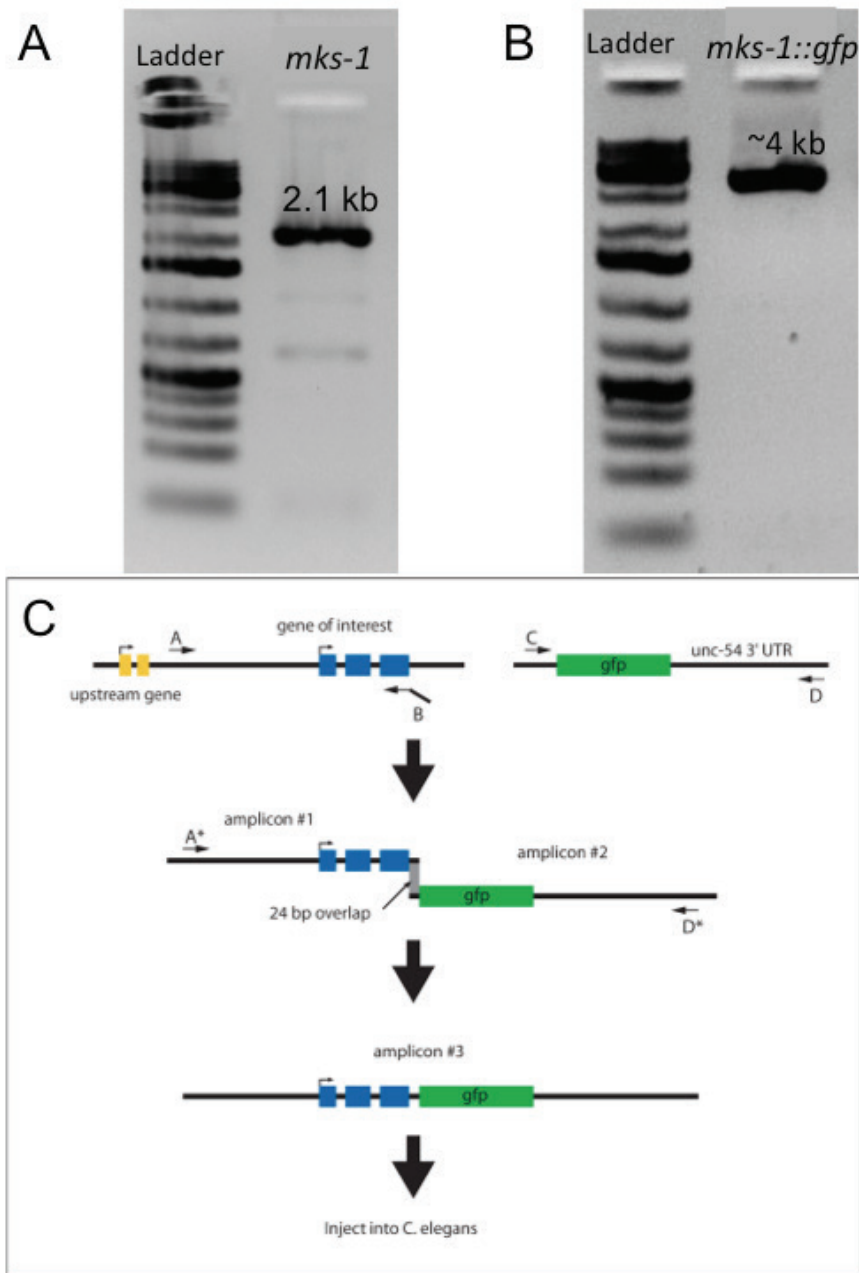 A
Ladder
mks-1
2.1 kb
B
Ladder
mks-1::gfp
~4 kb
C
A
gene of interest
upstream gene
B
C
gfp
unc-54 3' UTR
D
amplicon #1
A*
amplicon #2
24 bp overlap
gfp
D*
amplicon #3
gfp
Inject into C. elegans